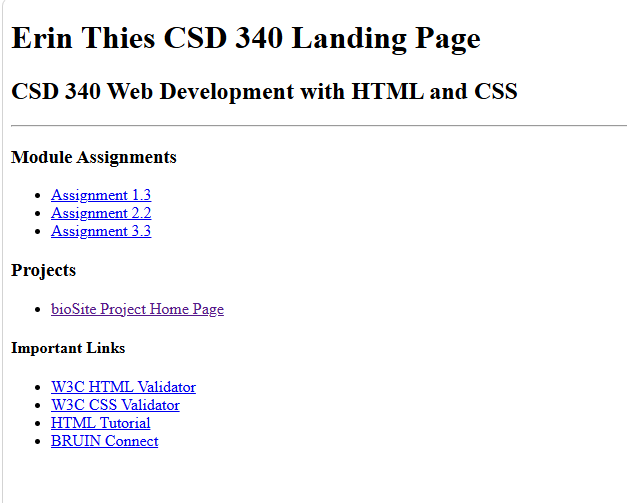 Erin Thies CSD 340 Landing Page
CSD 340 Web Development with HTML and CSS
Module Assignments
Assignment 1.3
Assignment 2.2
Assignment 3.3
Projects
bioSite Project Home Page
Important Links
W3C HTML Validator
W3C CSS Validator
HTML Tutorial
BRUIN Connect